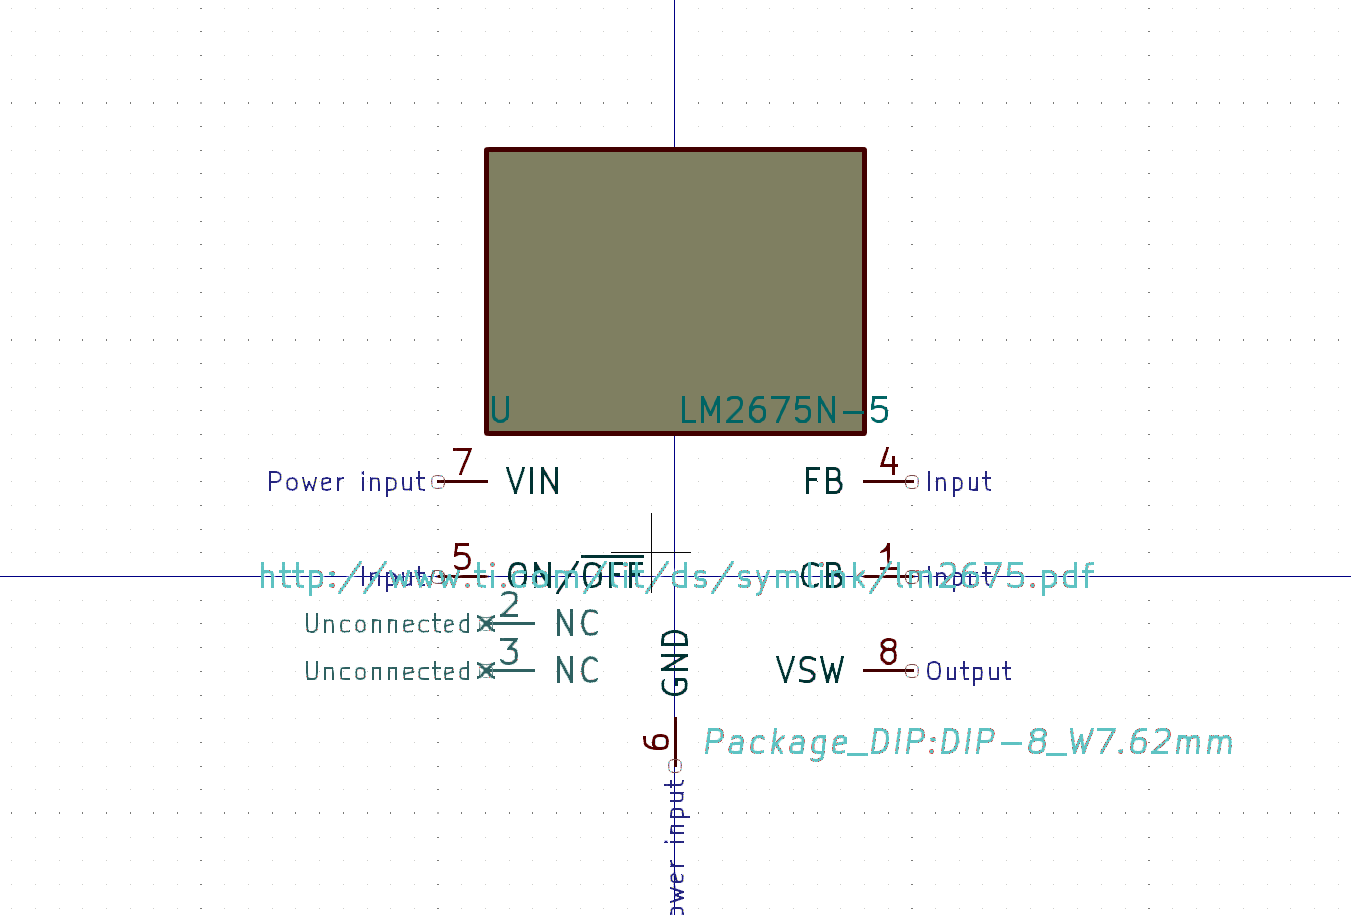 U LM2675N-5
7 4
Power input VIN FB Input
5 1
Input ON/OFF CB Input
http://www.ti.com/lit/ds/symlink/lm2675.pdf
2
Unconnected NC
3 8
Unconnected NC GND VSW Output
6 Package_DIP:DIP-8_W7.62mm
ower input